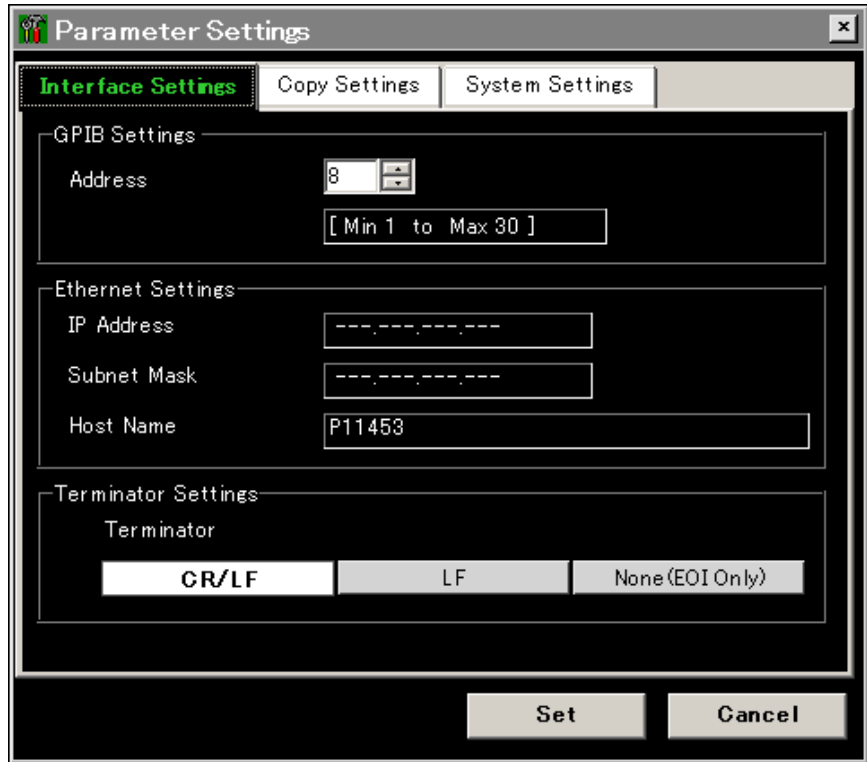 Parameter Settings
Interface Settings Copy Settings System Settings
GPIB Settings
Address 8
[ Min 1 to Max 30 ]
Ethernet Settings
IP Address ---.---.---.---
Subnet Mask ---.---.---.---
Host Name P11453
Terminator Settings
Terminator
CR/LF LF None(EOI Only)
Set Cancel